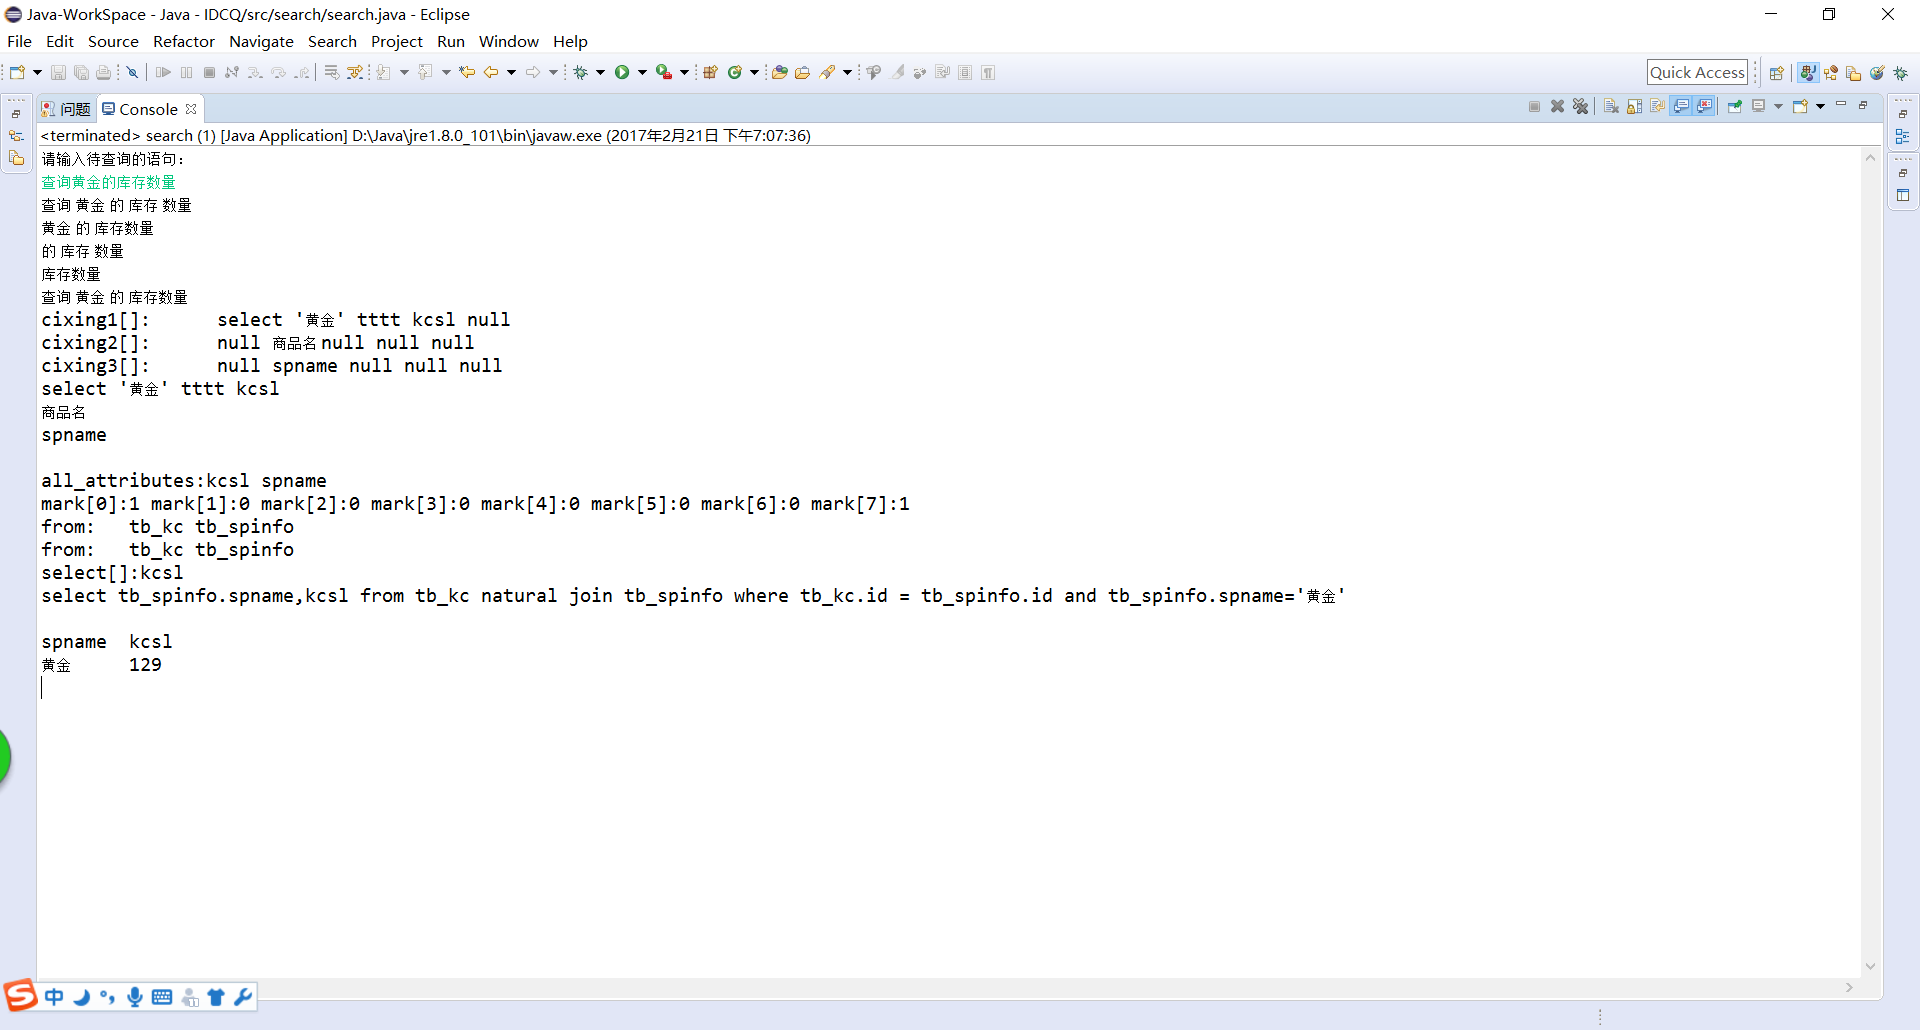 Java-WorkSpace - Java - IDCQ/src/search/search.java - Eclipse
File Edit Source Refactor Navigate Search Project Run Window Help
Quick Access
问题 Console
<terminated> search (1) [Java Application] D:\Java\jre1.8.0_101\bin\javaw.exe (2017年2月21日 下午7:07:36)
请输入待查询的语句：
查询黄金的库存数量
查询 黄金 的 库存 数量
黄金 的 库存数量
的 库存 数量
库存数量
查询 黄金 的 库存数量
cixing1[]:      select '黄金' tttt kcsl null
cixing2[]:      null 商品名 null null null
cixing3[]:      null spname null null null
select '黄金' tttt kcsl
商品名
spname
all_attributes:kcsl spname
mark[0]:1 mark[1]:0 mark[2]:0 mark[3]:0 mark[4]:0 mark[5]:0 mark[6]:0 mark[7]:1
from:   tb_kc tb_spinfo
from:   tb_kc tb_spinfo
select[]:kcsl
select tb_spinfo.spname,kcsl from tb_kc natural join tb_spinfo where tb_kc.id = tb_spinfo.id and tb_spinfo.spname='黄金'
spname  kcsl
黄金      129
中